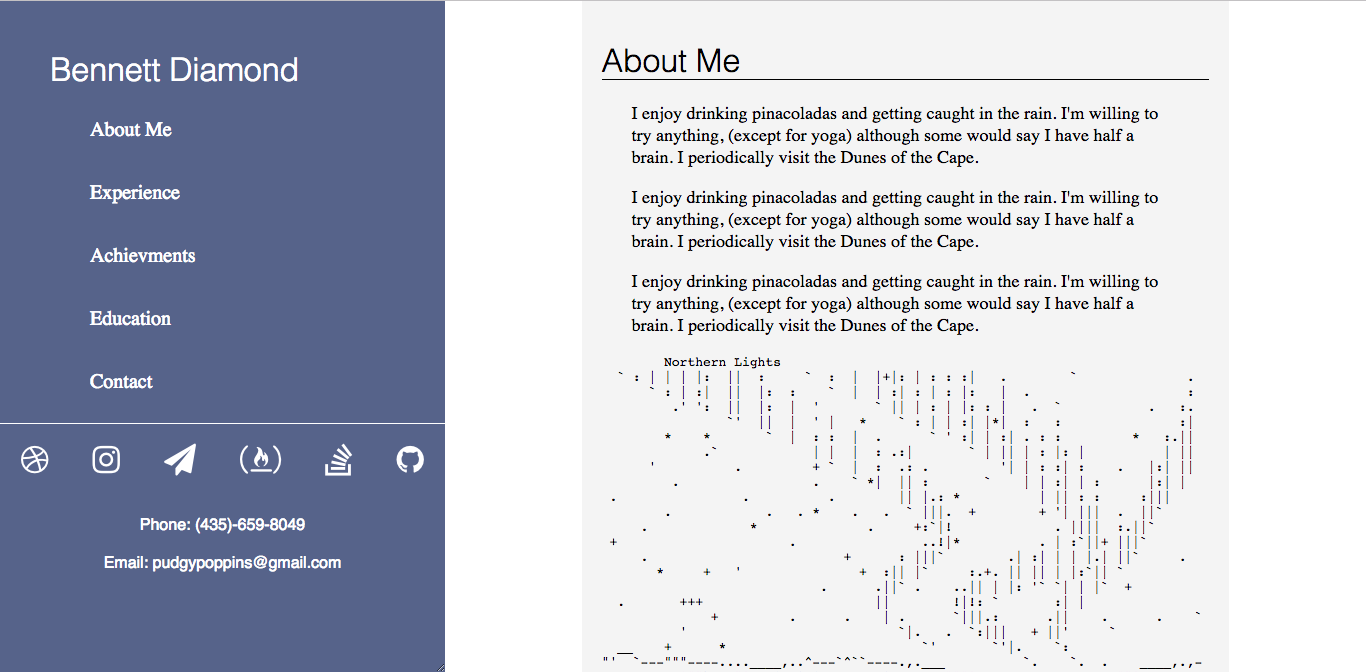 Bennett Diamond
About Me
Experience
Achievments
Education
Contact
Phone: (435)-659-8049
Email: pudgypoppins@gmail.com
About Me
I enjoy drinking pinacoladas and getting caught in the rain. I'm willing to
try anything, (except for yoga) although some would say I have half a
brain. I periodically visit the Dunes of the Cape.
I enjoy drinking pinacoladas and getting caught in the rain. I'm willing to
try anything, (except for yoga) although some would say I have half a
brain. I periodically visit the Dunes of the Cape.
I enjoy drinking pinacoladas and getting caught in the rain. I'm willing to
try anything, (except for yoga) although some would say I have half a
brain. I periodically visit the Dunes of the Cape.
Northern Lights